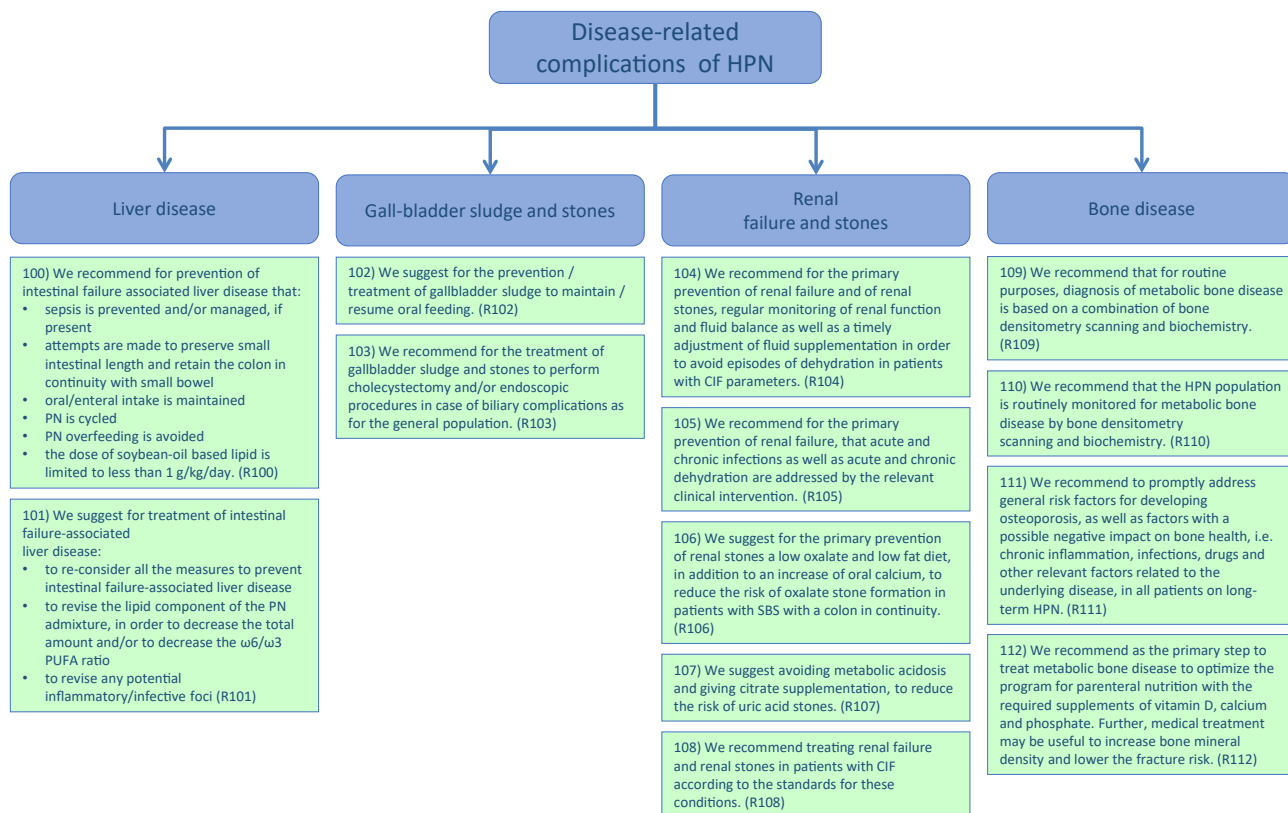 Disease-related
complications of HPN
Liver disease
100) We recommend for prevention of
intestinal failure associated liver disease that:
• sepsis is prevented and/or managed, if
present
• attempts are made to preserve small
intestinal length and retain the colon in
continuity with small bowel
• oral/enteral intake is maintained
• PN is cycled
• PN overfeeding is avoided
• the dose of soybean-oil based lipid is
limited to less than 1 g/kg/day. (R100)
101) We suggest for treatment of intestinal
failure-associated
liver disease:
• to re-consider all the measures to prevent
intestinal failure-associated liver disease
• to revise the lipid component of the PN
admixture, in order to decrease the total
amount and/or to decrease the ω6/ω3
PUFA ratio
• to revise any potential
inflammatory/infective foci (R101)
Gall-bladder sludge and stones
102) We suggest for the prevention /
treatment of gallbladder sludge to maintain /
resume oral feeding. (R102)
103) We recommend for the treatment of
gallbladder sludge and stones to perform
cholecystectomy and/or endoscopic
procedures in case of biliary complications as
for the general population. (R103)
Renal
failure and stones
104) We recommend for the primary
prevention of renal failure and of renal
stones, regular monitoring of renal function
and fluid balance as well as a timely
adjustment of fluid supplementation in order
to avoid episodes of dehydration in patients
with CIF parameters. (R104)
105) We recommend for the primary
prevention of renal failure, that acute and
chronic infections as well as acute and chronic
dehydration are addressed by the relevant
clinical intervention. (R105)
106) We suggest for the primary prevention
of renal stones a low oxalate and low fat diet,
in addition to an increase of oral calcium, to
reduce the risk of oxalate stone formation in
patients with SBS with a colon in continuity.
(R106)
107) We suggest avoiding metabolic acidosis
and giving citrate supplementation, to reduce
the risk of uric acid stones. (R107)
108) We recommend treating renal failure
and renal stones in patients with CIF
according to the standards for these
conditions. (R108)
Bone disease
109) We recommend that for routine
purposes, diagnosis of metabolic bone disease
is based on a combination of bone
densitometry scanning and biochemistry.
(R109)
110) We recommend that the HPN population
is routinely monitored for metabolic bone
disease by bone densitometry
scanning and biochemistry. (R110)
111) We recommend to promptly address
general risk factors for developing
osteoporosis, as well as factors with a
possible negative impact on bone health, i.e.
chronic inflammation, infections, drugs and
other relevant factors related to the
underlying disease, in all patients on long-
term HPN. (R111)
112) We recommend as the primary step to
treat metabolic bone disease to optimize the
program for parenteral nutrition with the
required supplements of vitamin D, calcium
and phosphate. Further, medical treatment
may be useful to increase bone mineral
density and lower the fracture risk. (R112)